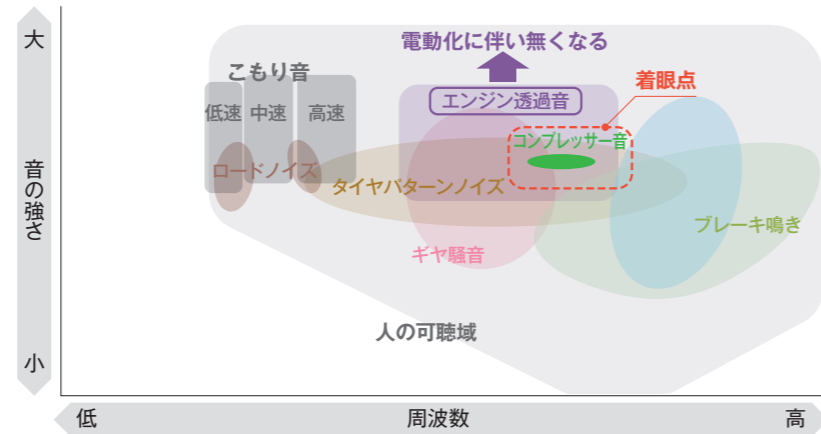 大
電動化に伴い無くなる
こもり音
着眼点
低速
中速
高速
エンジン透過音
コンプレッサー音
ロードノイズ
タイヤパターンノイズ
音の強さ
ブレーキ鳴き
ギヤ騒音
人の可聴域
小
低
周波数
高